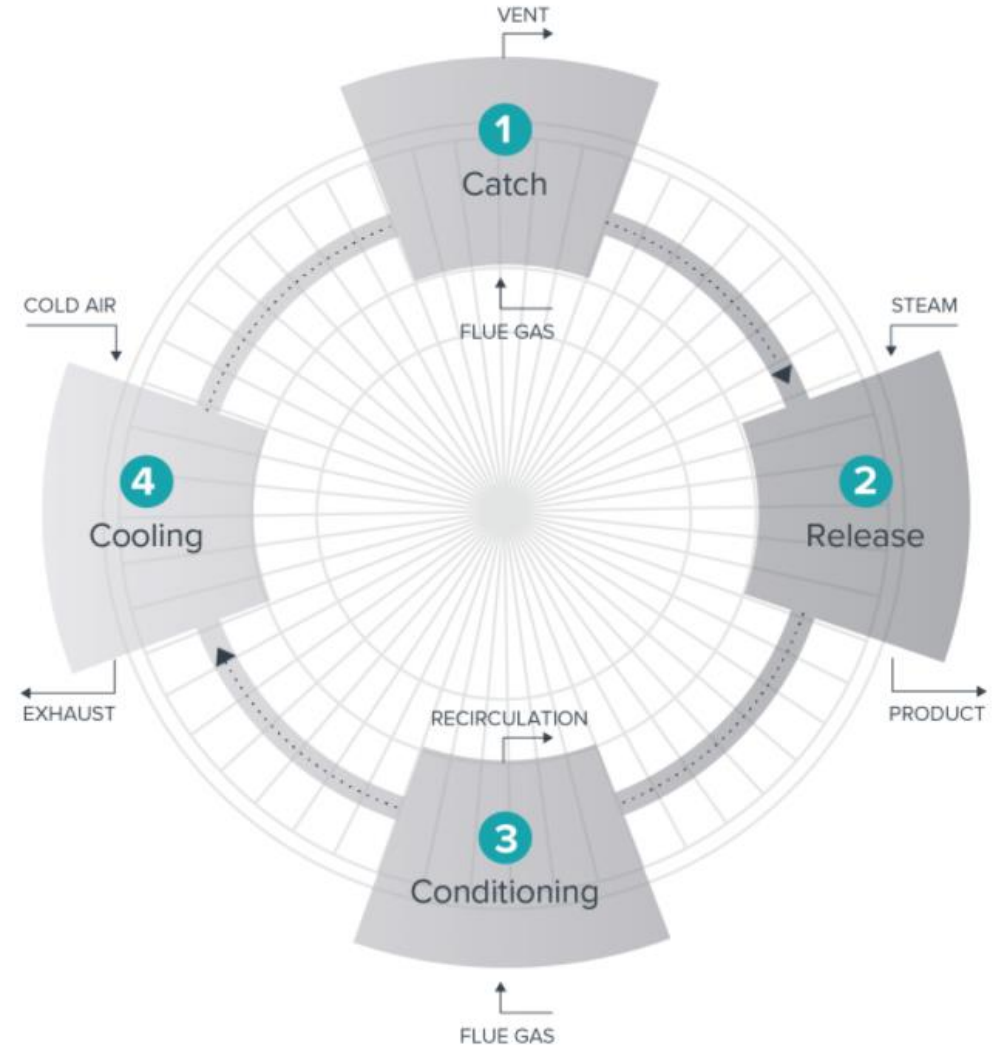 VENT
1
Catch
FLUE GAS
COLD AIR
STEAM
4
Cooling
2
Release
EXHAUST
PRODUCT
RECIRCULATION
3
Conditioning
FLUE GAS